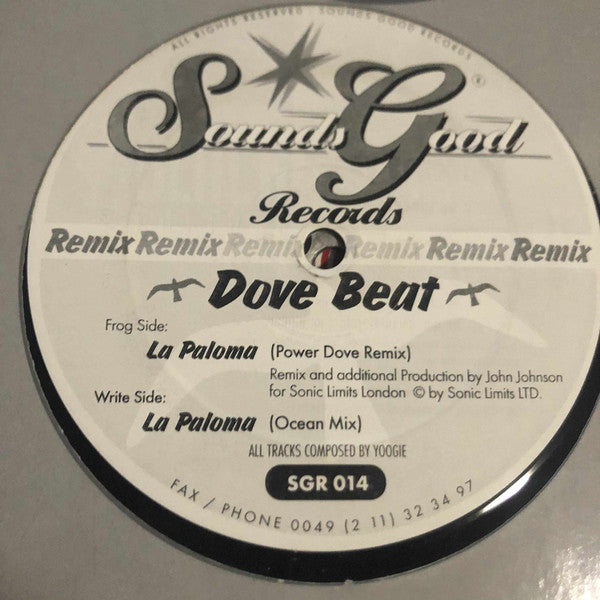 ALL RIGHTS RESERVED · SOUNDS GOOD RECORDS
Sounds Good
®
Records
Remix Remix Remix Remix Remix Remix
Dove Beat
Frog Side:
La Paloma (Power Dove Remix)
Remix and additional Production by John Johnson
for Sonic Limits London © by Sonic Limits LTD.
Write Side:
La Paloma (Ocean Mix)
ALL TRACKS COMPOSED BY YOOGIE
SGR 014
FAX / PHONE 0049 (2 11) 32 34 97